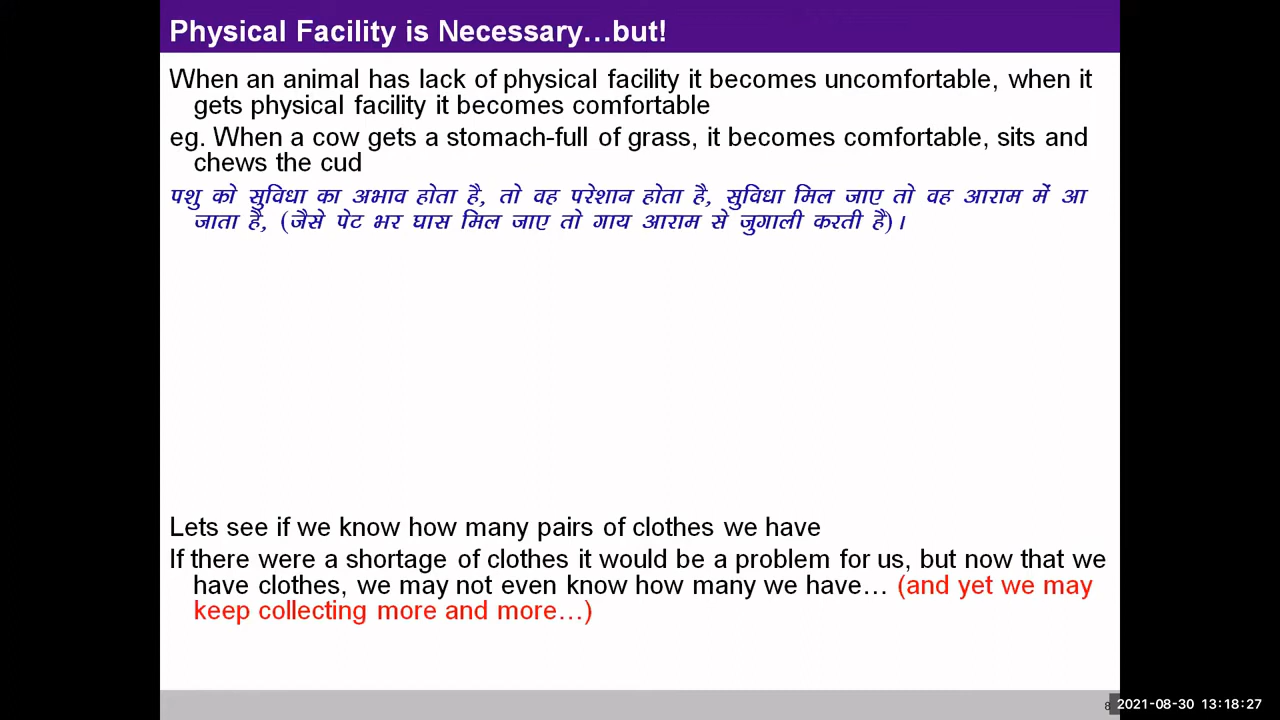 Physical Facility is Necessary…but!
When an animal has lack of physical facility it becomes uncomfortable, when it
gets physical facility it becomes comfortable
eg. When a cow gets a stomach-full of grass, it becomes comfortable, sits and
chews the cud
पशु को सुविधा का अभाव होता है, तो वह परेशान होता है, सुविधा मिल जाए तो वह आराम में आ
जाता है, (जैसे पेट भर घास मिल जाए तो गाय आराम से जुगाली करती है)।
Lets see if we know how many pairs of clothes we have
If there were a shortage of clothes it would be a problem for us, but now that we
have clothes, we may not even know how many we have… (and yet we may
keep collecting more and more…)
8
2021-08-30 13:18:27